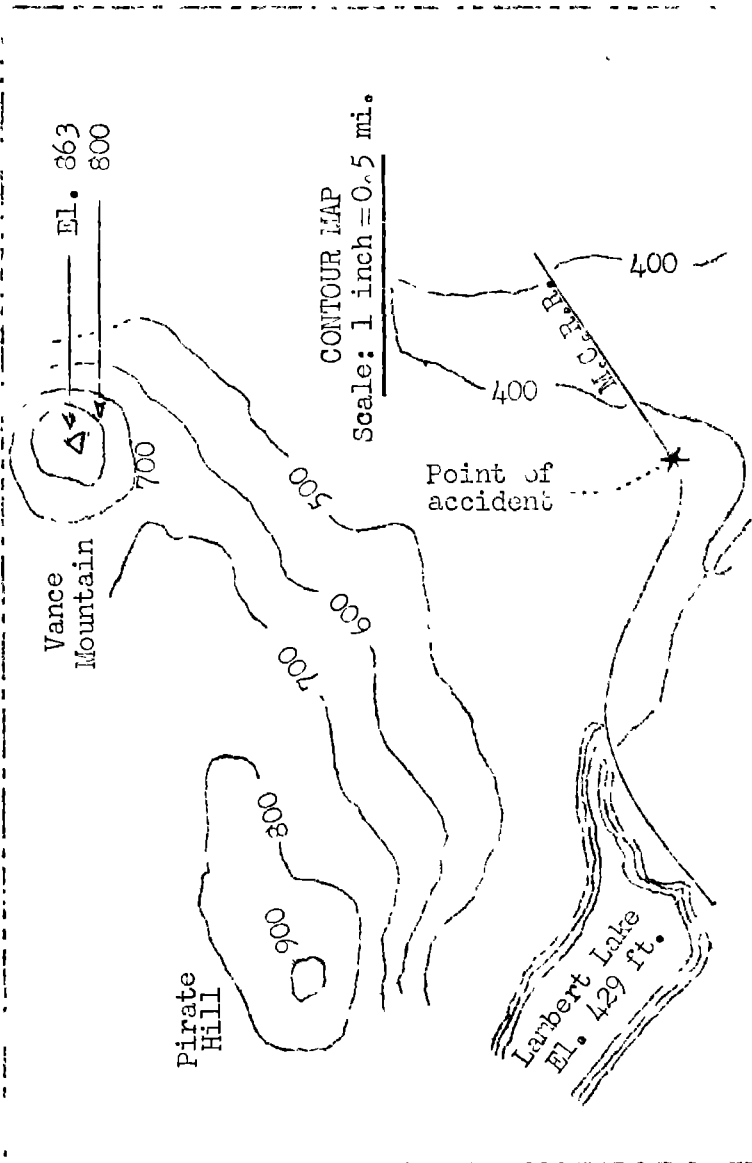 El. 863
800
700
Vance
Mountain
CONTOUR MAP
Scale: 1 inch=0.5 mi.
500
600
700
400
400
M.C.R.R.
Point of
accident
800
900
Pirate
Hill
Lambert Lake
El. 429 ft.